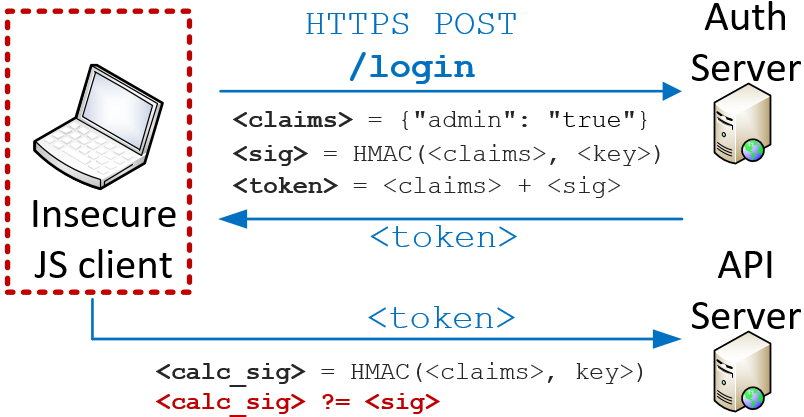 HTTPS POST
/login
Auth
Server
<claims> = {"admin": "true"}
<sig> = HMAC(<claims>, <key>)
<token> = <claims> + <sig>
Insecure
JS client
<token>
API
Server
<token>
<calc_sig> = HMAC(<claims>, key>)
<calc_sig> ?= <sig>